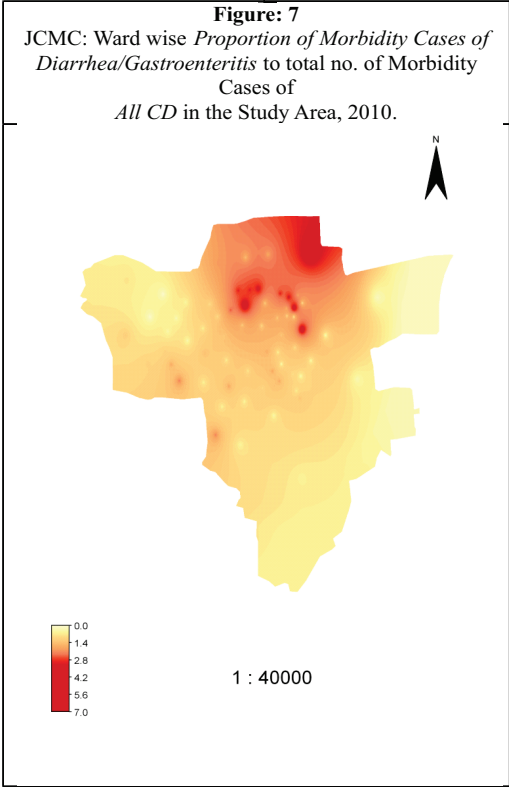 Figure: 7
JCMC: Ward wise Proportion of Morbidity Cases of
Diarrhea/Gastroenteritis to total no. of Morbidity
Cases of
All CD in the Study Area, 2010.
N
0.0
1.4
2.8
4.2
5.6
7.0
1 : 40000